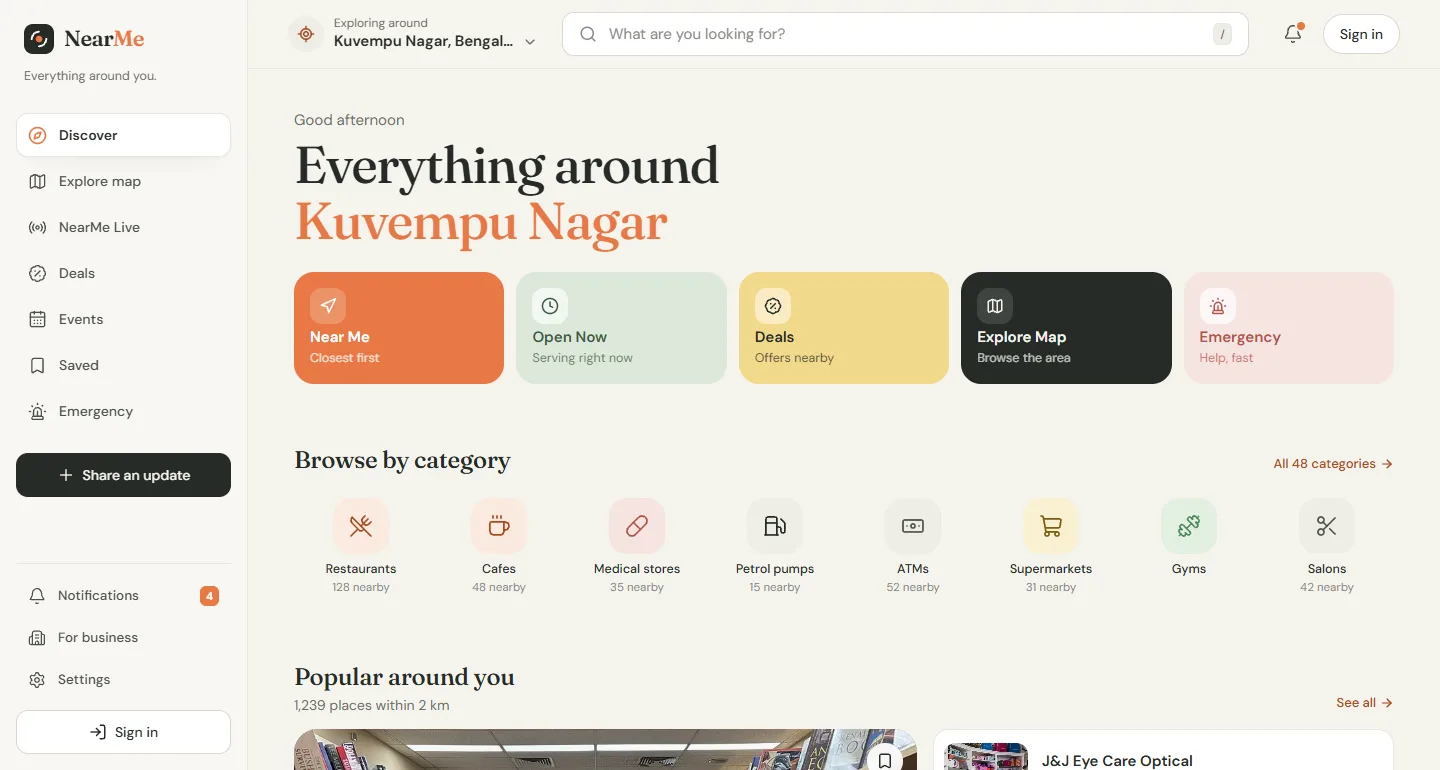 NearMe
Everything around you.
Discover
Explore map
NearMe Live
Deals
Events
Saved
Emergency
Share an update
Notifications
4
For business
Settings
Sign in
Exploring around
Kuvempu Nagar, Bengal...
What are you looking for?
/
Sign in
Good afternoon
Everything around
Kuvempu Nagar
Near Me
Closest first
Open Now
Serving right now
Deals
Offers nearby
Explore Map
Browse the area
Emergency
Help, fast
Browse by category
All 48 categories →
Restaurants
128 nearby
Cafes
48 nearby
Medical stores
35 nearby
Petrol pumps
15 nearby
ATMs
52 nearby
Supermarkets
31 nearby
Gyms
Salons
42 nearby
Popular around you
1,239 places within 2 km
See all →
J&J Eye Care Optical